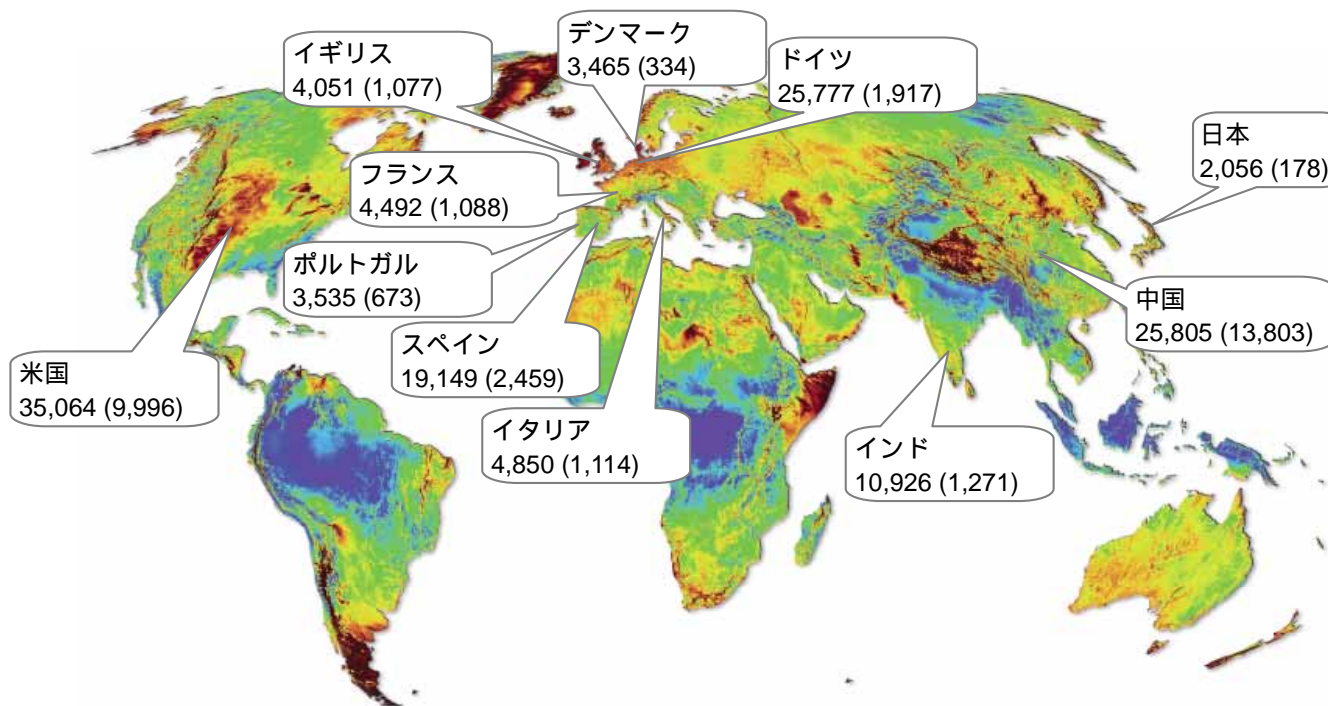 イギリス
4,051 (1,077)
デンマーク
3,465 (334)
ドイツ
25,777 (1,917)
日本
2,056 (178)
フランス
4,492 (1,088)
ポルトガル
3,535 (673)
中国
25,805 (13,803)
スペイン
19,149 (2,459)
米国
35,064 (9,996)
イタリア
4,850 (1,114)
インド
10,926 (1,271)